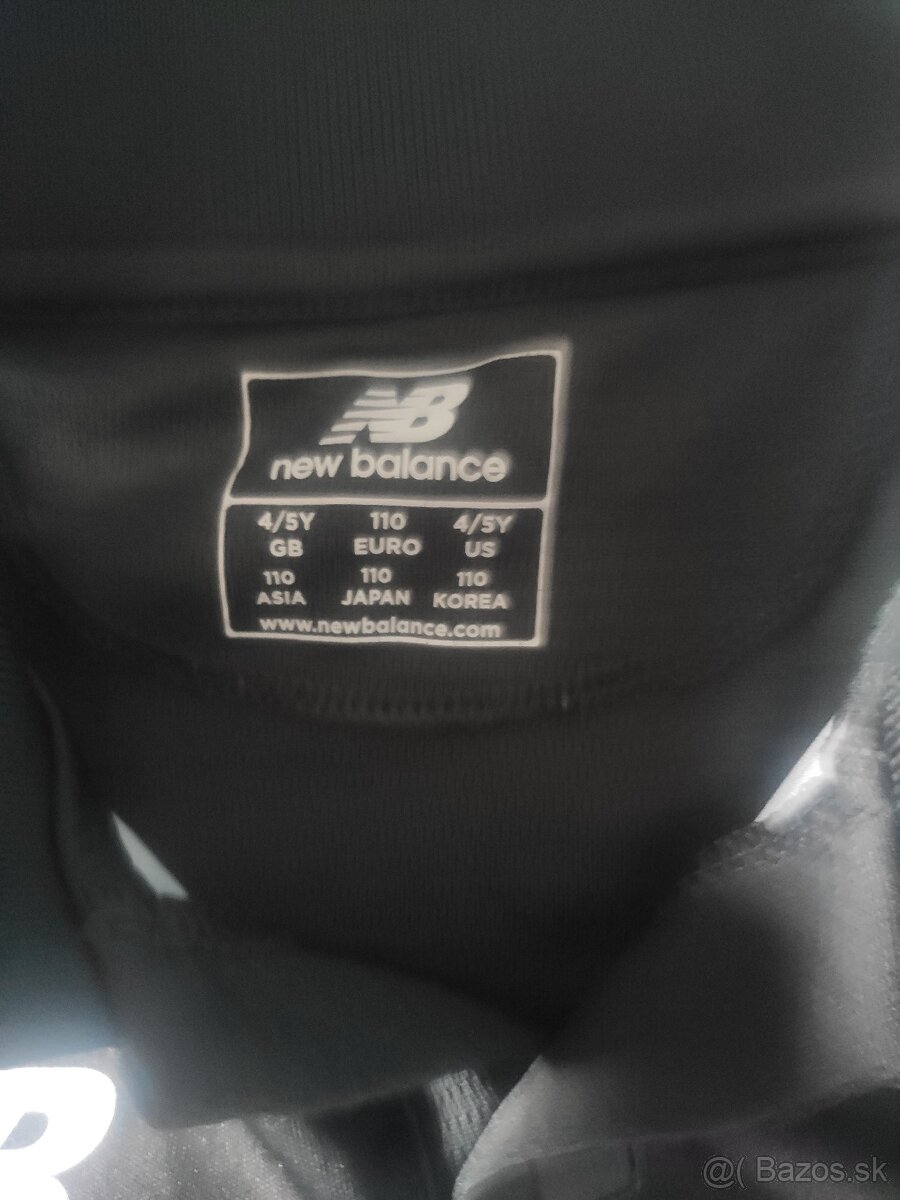 NB
new balance
4/5Y 110 4/5Y
GB EURO US
110 110 110
ASIA JAPAN KOREA
www.newbalance.com
B
@( Bazos.sk